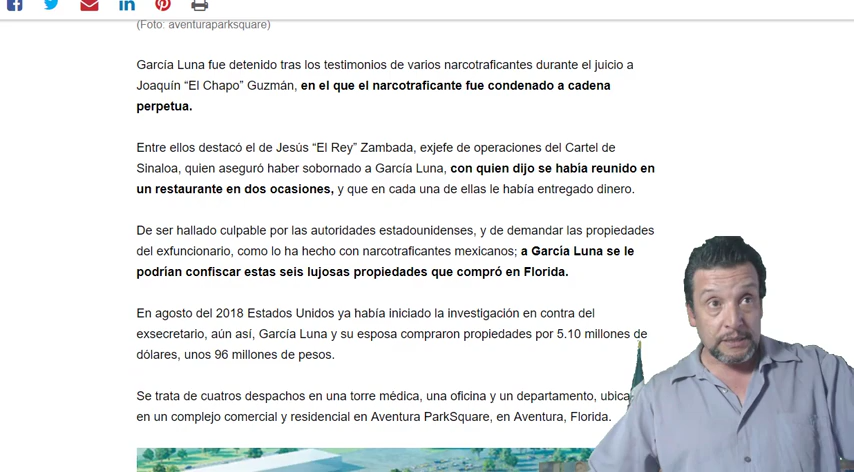 (Foto: aventuraparksquare)
García Luna fue detenido tras los testimonios de varios narcotraficantes durante el juicio a
Joaquín “El Chapo” Guzmán, en el que el narcotraficante fue condenado a cadena
perpetua.
Entre ellos destacó el de Jesús “El Rey” Zambada, exjefe de operaciones del Cartel de
Sinaloa, quien aseguró haber sobornado a García Luna, con quien dijo se había reunido en
un restaurante en dos ocasiones, y que en cada una de ellas le había entregado dinero.
De ser hallado culpable por las autoridades estadounidenses, y de demandar las propiedades
del exfuncionario, como lo ha hecho con narcotraficantes mexicanos; a García Luna se le
podrían confiscar estas seis lujosas propiedades que compró en Florida.
En agosto del 2018 Estados Unidos ya había iniciado la investigación en contra del
exsecretario, aún así, García Luna y su esposa compraron propiedades por 5.10 millones de
dólares, unos 96 millones de pesos.
Se trata de cuatros despachos en una torre médica, una oficina y un departamento, ubica
en un complejo comercial y residencial en Aventura ParkSquare, en Aventura, Florida.